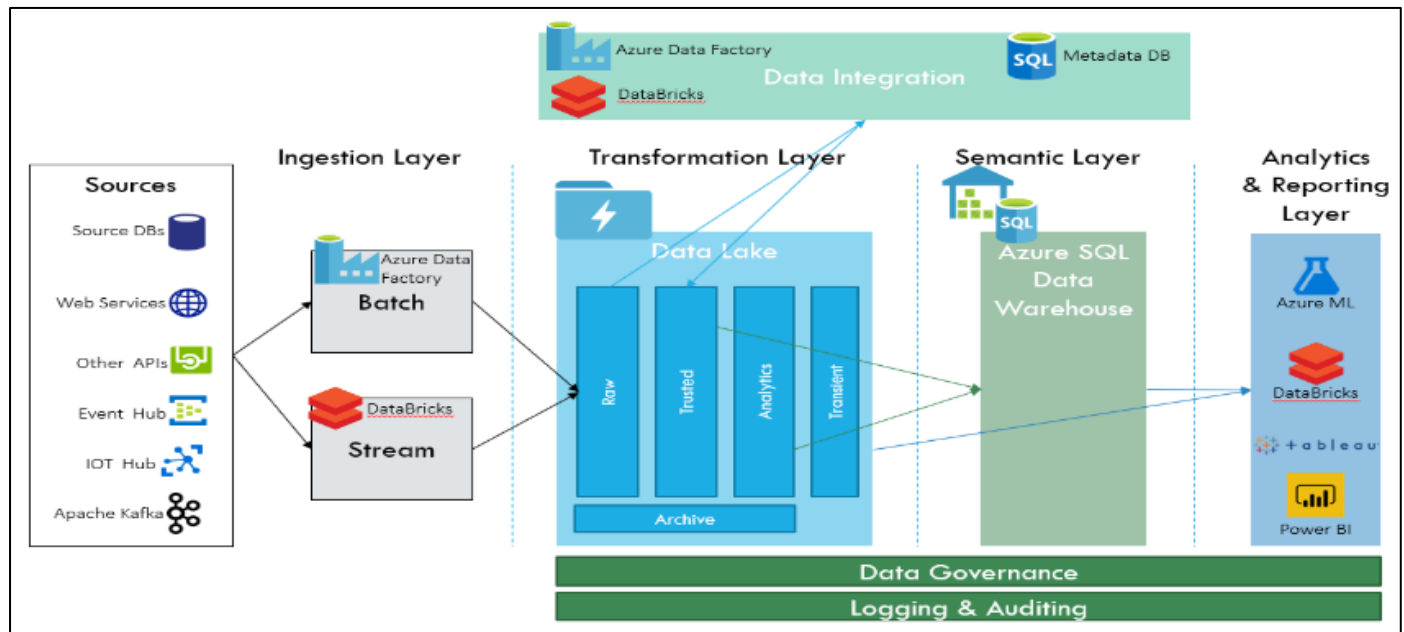 Azure Data Factory
DataBricks
Data Integration
SQL
Metadata DB
Ingestion Layer
Transformation Layer
Semantic Layer
Analytics
& Reporting
Layer
Sources
Source DBs
Web Services
Other APIs
Event Hub
IOT Hub
Apache Kafka
Azure Data
Factory
Batch
DataBricks
Stream
Data Lake
Raw
Trusted
Analytics
Transient
Archive
SQL
Azure SQL
Data
Warehouse
Azure ML
DataBricks
+ableau
Power BI
Data Governance
Logging & Auditing